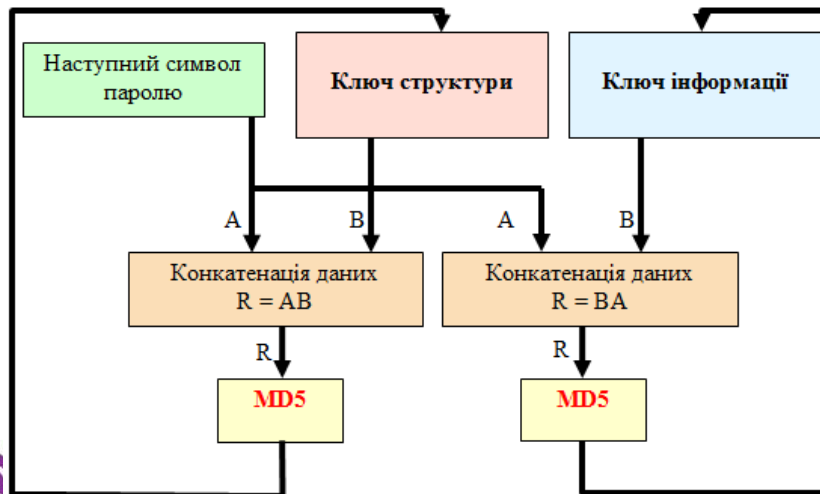 Наступний символ
паролю
Ключ структури
Ключ інформації
A
B
A
B
Конкатенація даних
R = AB
Конкатенація даних
R = BA
R
R
MD5
MD5